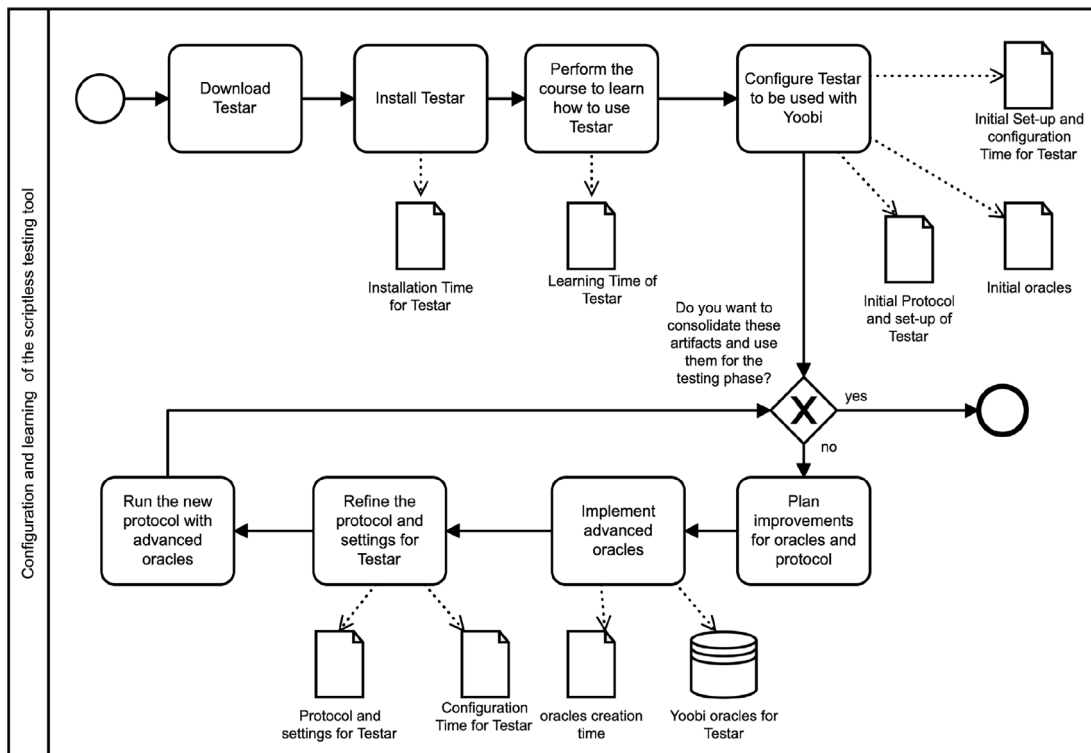 Configuration and learning of the scriptless testing tool
Download
Testar
Install Testar
Perform the
course to learn
how to use
Testar
Configure Testar
to be used with
Yoobi
Initial Set-up and
configuration
Time for Testar
Installation Time
for Testar
Learning Time of
Testar
Initial Protocol
and set-up of
Testar
Initial oracles
Do you want to
consolidate these
artifacts and use
them for the
testing phase?
X
yes
no
Run the new
protocol with
advanced
oracles
Refine the
protocol and
settings for
Testar
Implement
advanced
oracles
Plan
improvements
for oracles and
protocol
Protocol and
settings for Testar
Configuration
Time for Testar
oracles creation
time
Yoobi oracles for
Testar